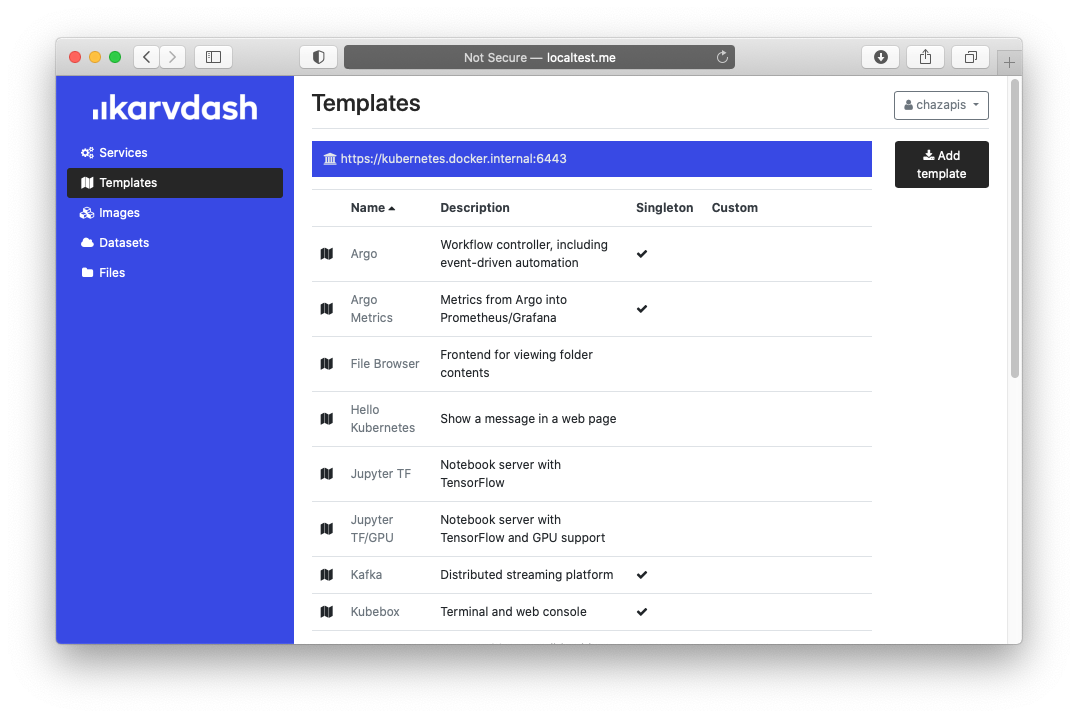 Not Secure — localtest.me
karvdash
Services
Templates
Images
Datasets
Files
Templates
chazapis
https://kubernetes.docker.internal:6443
Add
template
Name Description Singleton Custom
Argo
Workflow controller, including
event-driven automation
Argo
Metrics
Metrics from Argo into
Prometheus/Grafana
File Browser
Frontend for viewing folder
contents
Hello
Kubernetes
Show a message in a web page
Jupyter TF
Notebook server with
TensorFlow
Jupyter
TF/GPU
Notebook server with
TensorFlow and GPU support
Kafka Distributed streaming platform
Kubebox Terminal and web console